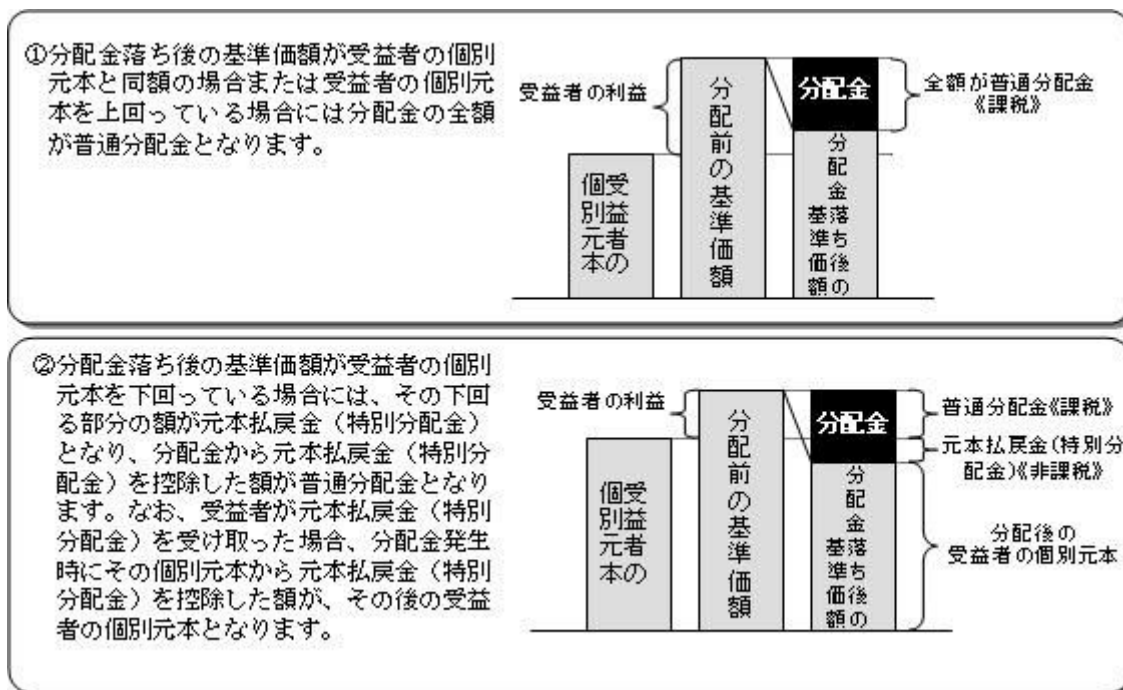 ①分配金落ち後の基準価額が受益者の個別
元本と同額の場合または受益者の個別元
本を上回っている場合には分配金の全額
が普通分配金となります。
受益者の利益
受益者の
個別元本
分配前の基準価額
分配金
分配金落ち後の
基準価額
全額が普通分配金
《課税》
②分配金落ち後の基準価額が受益者の個別
元本を下回っている場合には、その下回
る部分の額が元本払戻金（特別分配金）
となり、分配金から元本払戻金（特別分
配金）を控除した額が普通分配金となり
ます。なお、受益者が元本払戻金（特別
分配金）を受け取った場合、分配金発生
時にその個別元本から元本払戻金（特別
分配金）を控除した額が、その後の受益
者の個別元本となります。
受益者の利益
受益者の
個別元本
分配前の基準価額
分配金
分配金落ち後の
基準価額
普通分配金《課税》
元本払戻金(特別分
配金)《非課税》
分配後の
受益者の個別元本